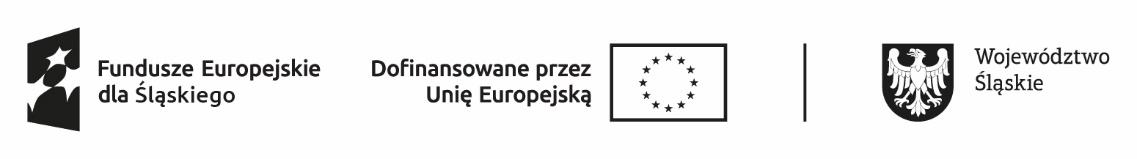 Fundusze Europejskie
dla Śląskiego
Dofinansowane przez
Unię Europejską
Województwo
Śląskie